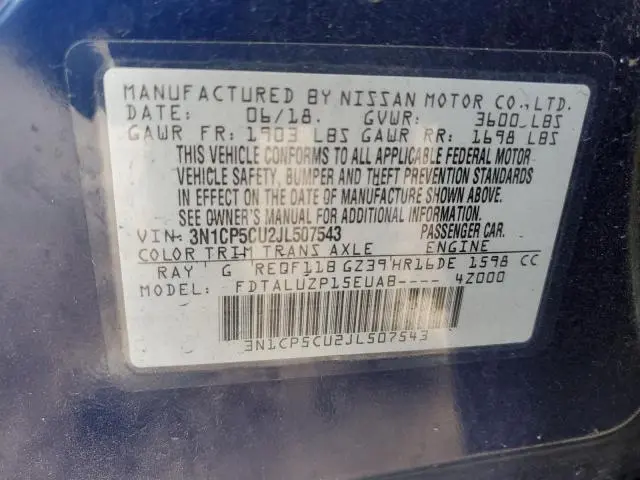 MANUFACTURED BY NISSAN MOTOR CO., LTD.
DATE: 06/18. GVWR: 3600 LBS
GAWR FR: 1903 LBS GAWR RR: 1698 LBS
THIS VEHICLE CONFORMS TO ALL APPLICABLE FEDERAL MOTOR
VEHICLE SAFETY, BUMPER AND THEFT PREVENTION STANDARDS
IN EFFECT ON THE DATE OF MANUFACTURE SHOWN ABOVE.
SEE OWNER'S MANUAL FOR ADDITIONAL INFORMATION
VIN: 3N1CP5CU2JL507543 PASSENGER CAR.
COLOR TRIM TRANS AXLE ENGINE
RAY G RE0F11B GZ39 HR16DE 1598 CC
MODEL: FDTALUZP15EUAB---- 4Z000
3N1CP5CU2JL507543